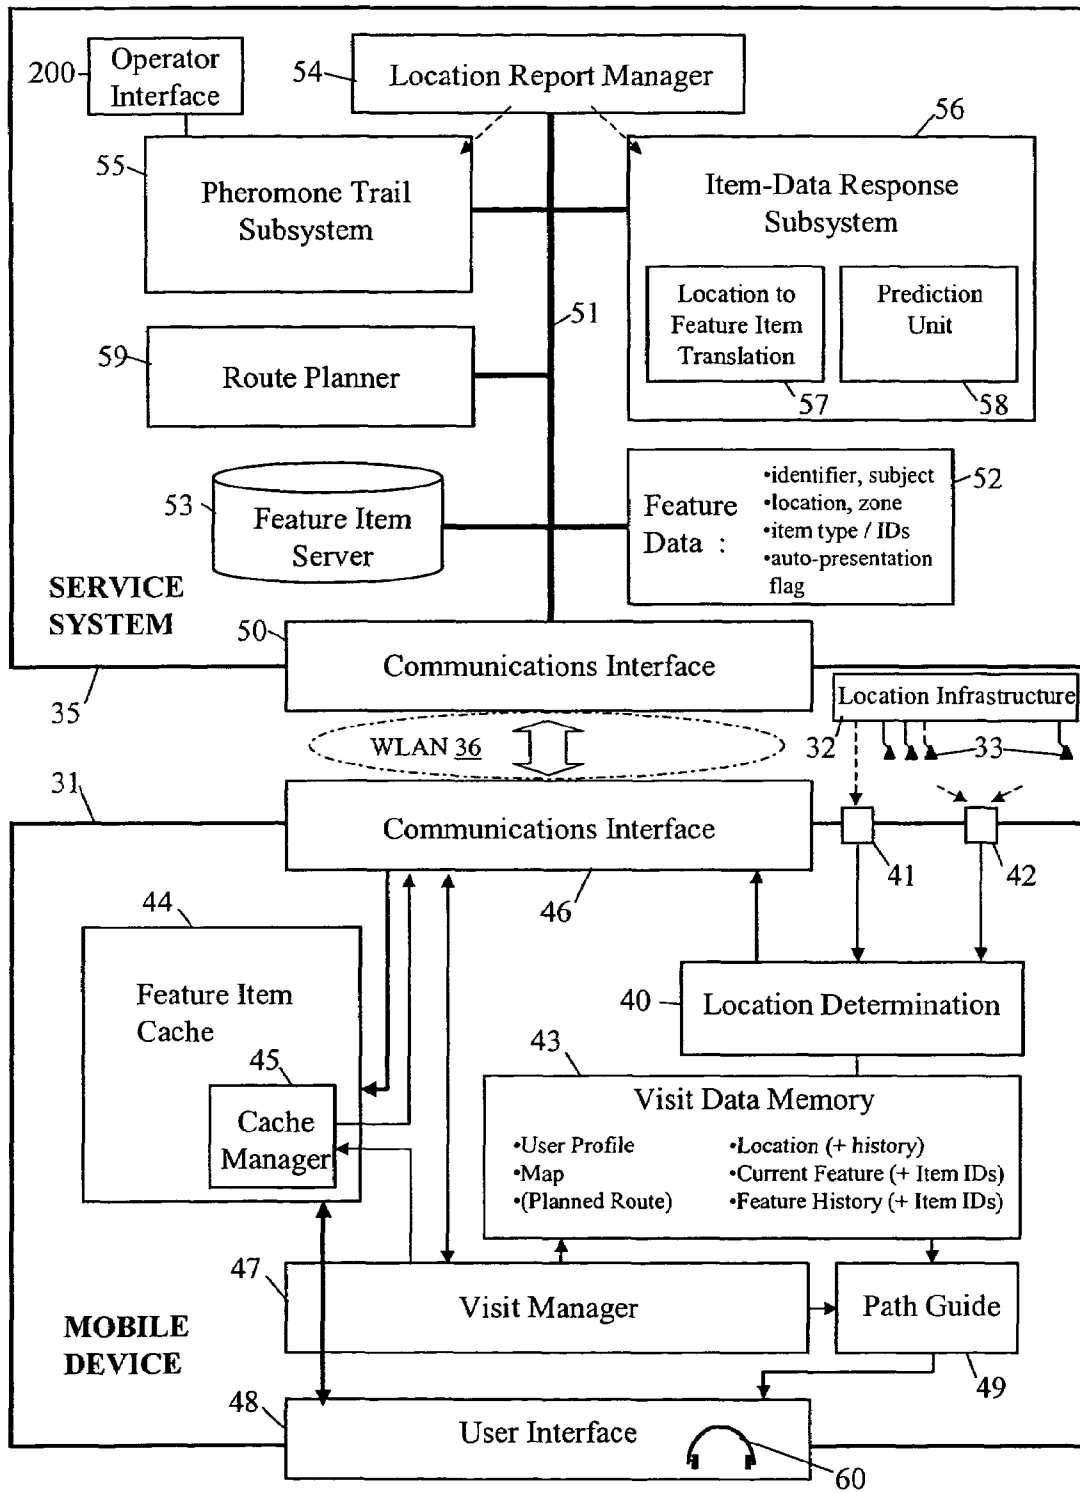 200
Operator
Interface
54
Location Report Manager
56
55
Pheromone Trail
Subsystem
Item-Data Response
Subsystem
Location to
Feature Item
Translation
Prediction
Unit
51
57
58
59
Route Planner
53
Feature Item
Server
Feature
Data :
•identifier, subject
•location, zone
•item type / IDs
•auto-presentation
flag
52
SERVICE
SYSTEM
50
Communications Interface
35
Location Infrastructure
32
33
WLAN 36
31
Communications Interface
41
42
46
44
Feature Item
Cache
45
Cache
Manager
40
Location Determination
43
Visit Data Memory
•User Profile
•Map
•(Planned Route)
•Location (+ history)
•Current Feature (+ Item IDs)
•Feature History (+ Item IDs)
47
Visit Manager
Path Guide
49
MOBILE
DEVICE
48
User Interface
60